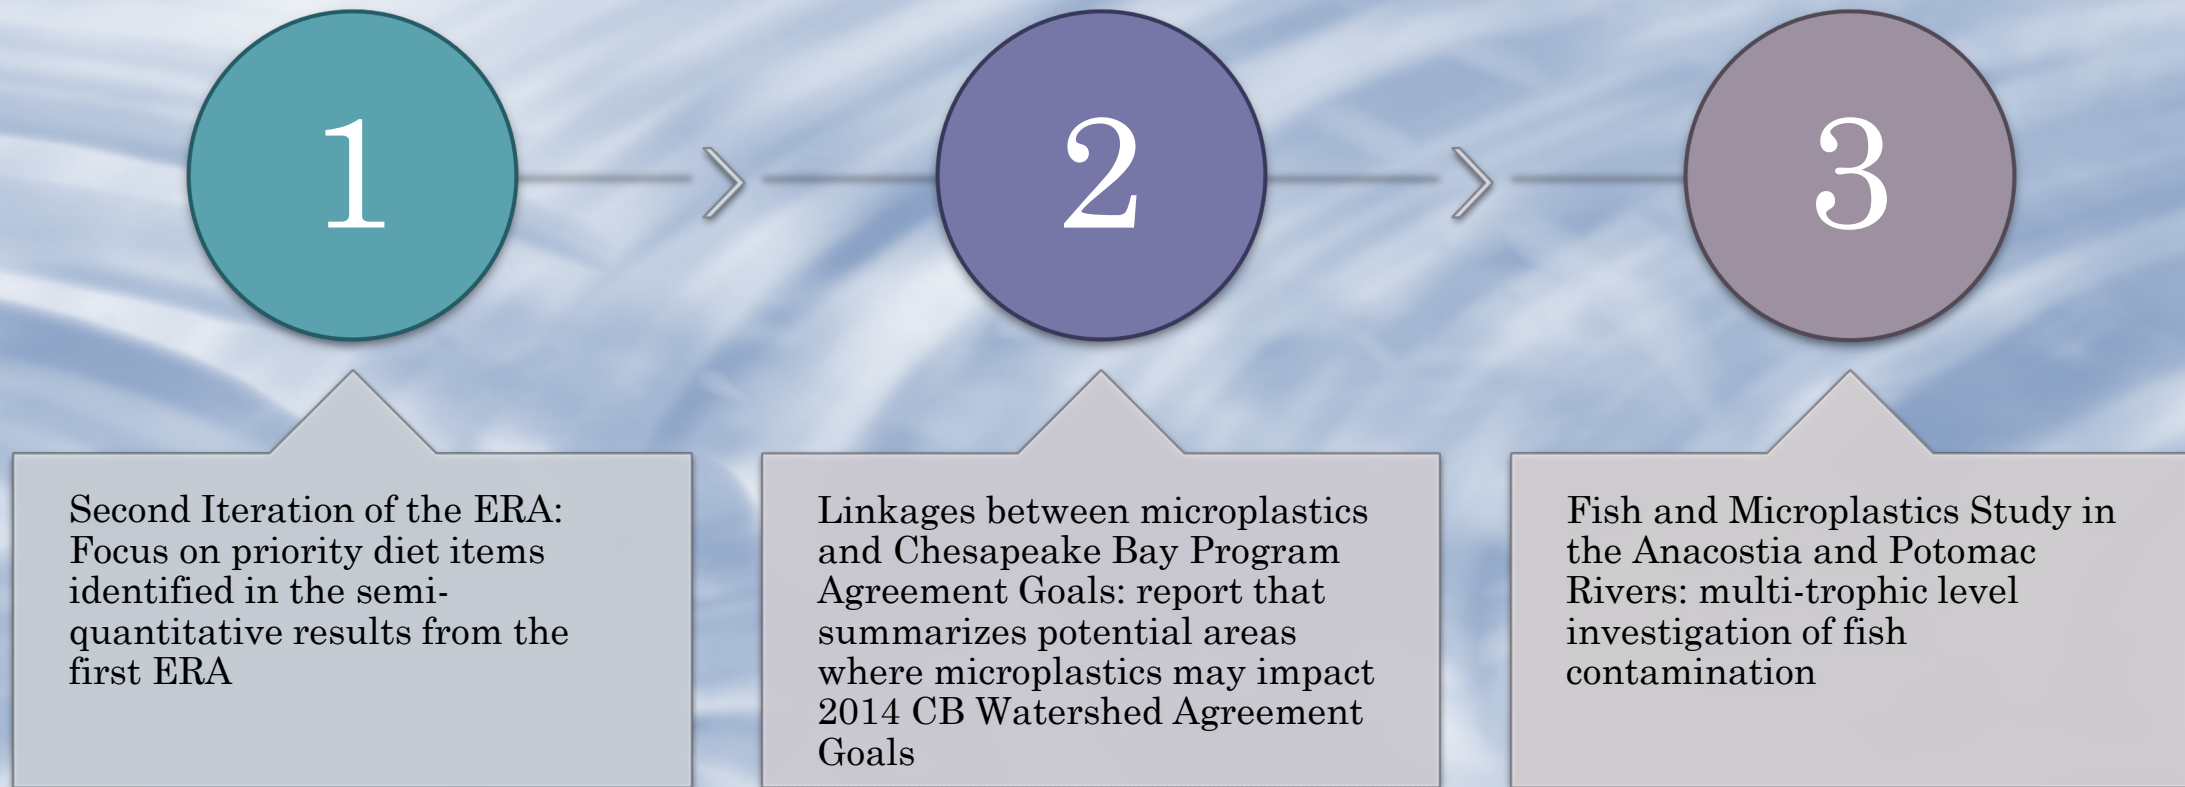 1
Second Iteration of the ERA:
Focus on priority diet items
identified in the semi-
quantitative results from the
first ERA
2
Linkages between microplastics
and Chesapeake Bay Program
Agreement Goals: report that
summarizes potential areas
where microplastics may impact
2014 CB Watershed Agreement
Goals
3
Fish and Microplastics Study in
the Anacostia and Potomac
Rivers: multi-trophic level
investigation of fish
contamination